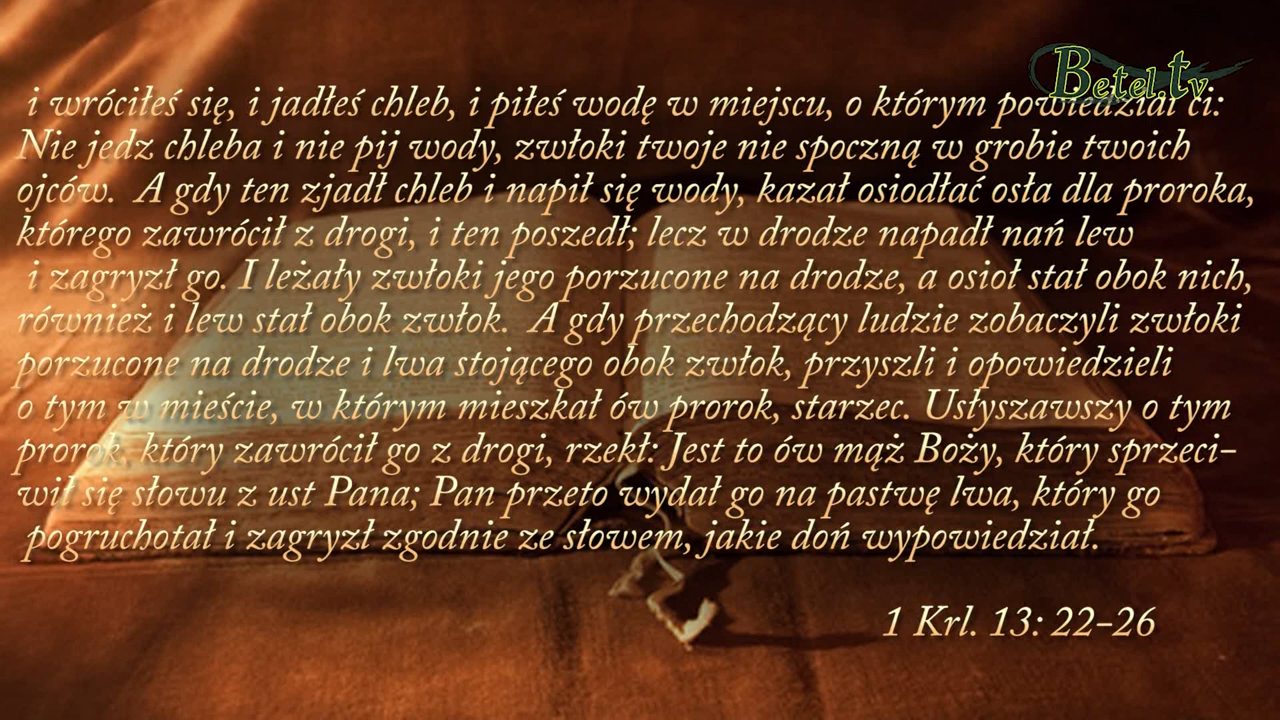 Betel.tv
i wróciłeś się, i jadłeś chleb, i piłeś wodę w miejscu, o którym powiedział ci:
Nie jedz chleba i nie pij wody, zwłoki twoje nie spoczną w grobie twoich
ojców. A gdy ten zjadł chleb i napił się wody, kazał osiodłać osła dla proroka,
którego zawrócił z drogi, i ten poszedł; lecz w drodze napadł nań lew
i zagryzł go. I leżały zwłoki jego porzucone na drodze, a osioł stał obok nich,
również i lew stał obok zwłok. A gdy przechodzący ludzie zobaczyli zwłoki
porzucone na drodze i lwa stojącego obok zwłok, przyszli i opowiedzieli
o tym w mieście, w którym mieszkał ów prorok, starzec. Usłyszawszy o tym
prorok, który zawrócił go z drogi, rzekł: Jest to ów mąż Boży, który sprzeci-
wił się słowu z ust Pana; Pan przeto wydał go na pastwę lwa, który go
pogruchotał i zagryzł zgodnie ze słowem, jakie doń wypowiedział.
1 Krl. 13: 22-26